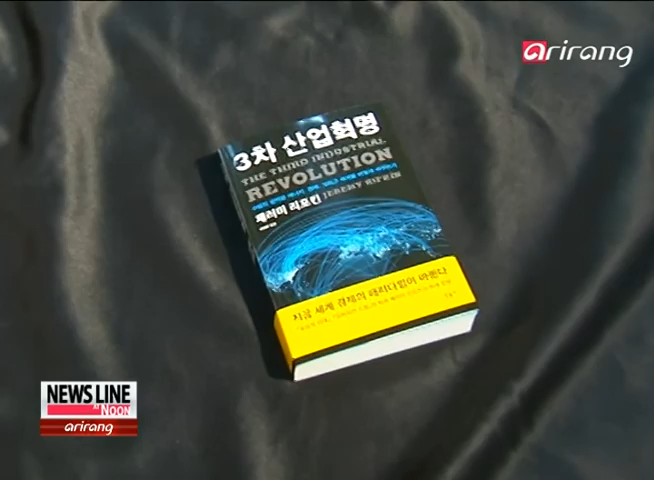 arirang
3차 산업혁명
THE THIRD INDUSTRIAL
REVOLUTION
JEREMY RIFKIN
제러미 리프킨
지금 세계 경제의 패러다임이 바뀐다
NEWS LINE
AT NOON
arirang